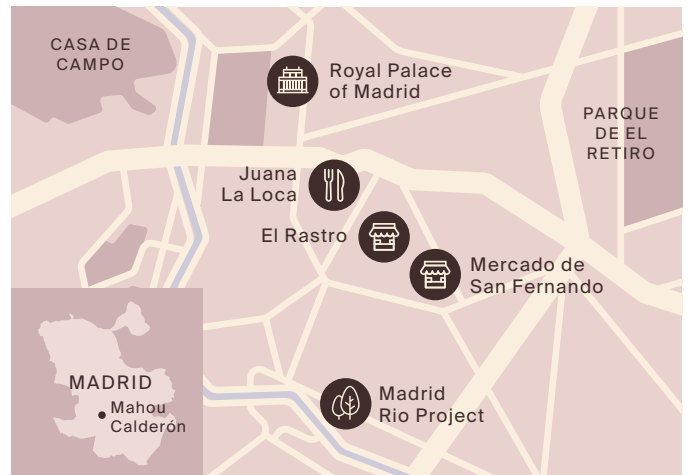 CASA DE
CAMPO
Royal Palace
of Madrid
PARQUE
DE EL
RETIRO
Juana
La Loca
El Rastro
Mercado de
San Fernando
MADRID
Mahou
Calderón
Madrid
Rio Project